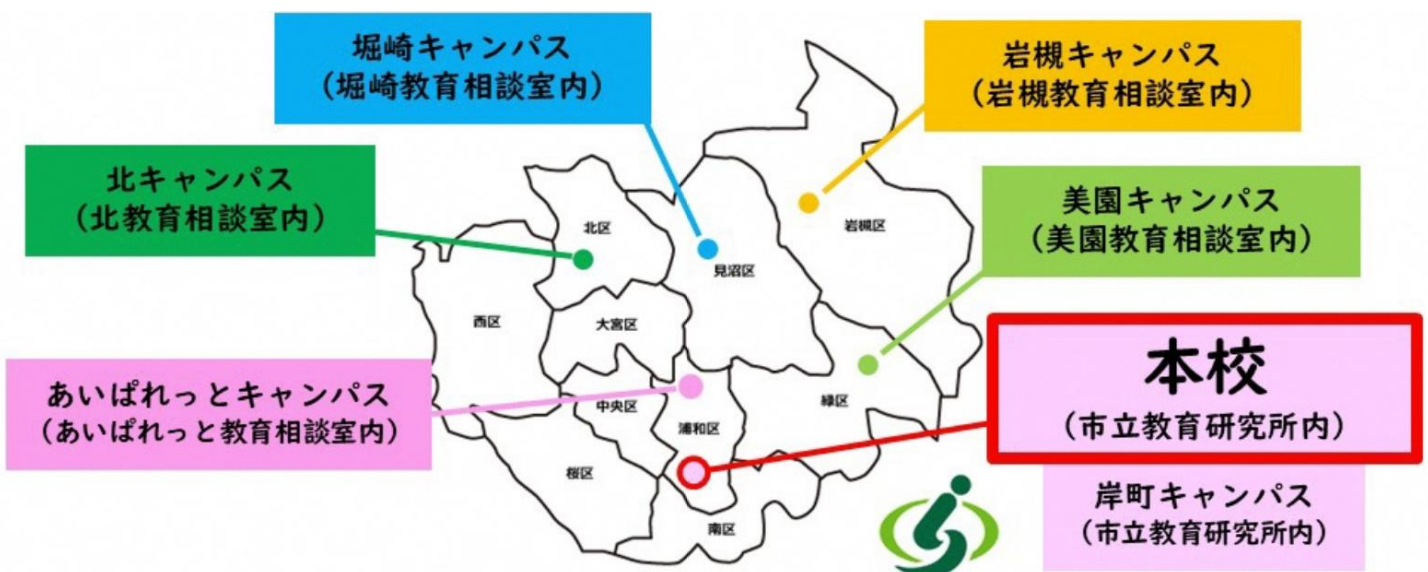 堀崎キャンパス
（堀崎教育相談室内）
岩槻キャンパス
（岩槻教育相談室内）
北キャンパス
（北教育相談室内）
美園キャンパス
（美園教育相談室内）
北区
岩槻区
見沼区
西区
大宮区
本校
（市立教育研究所内）
あいぱれっとキャンパス
（あいぱれっと教育相談室内）
中央区
緑区
浦和区
桜区
南区
岸町キャンパス
（市立教育研究所内）